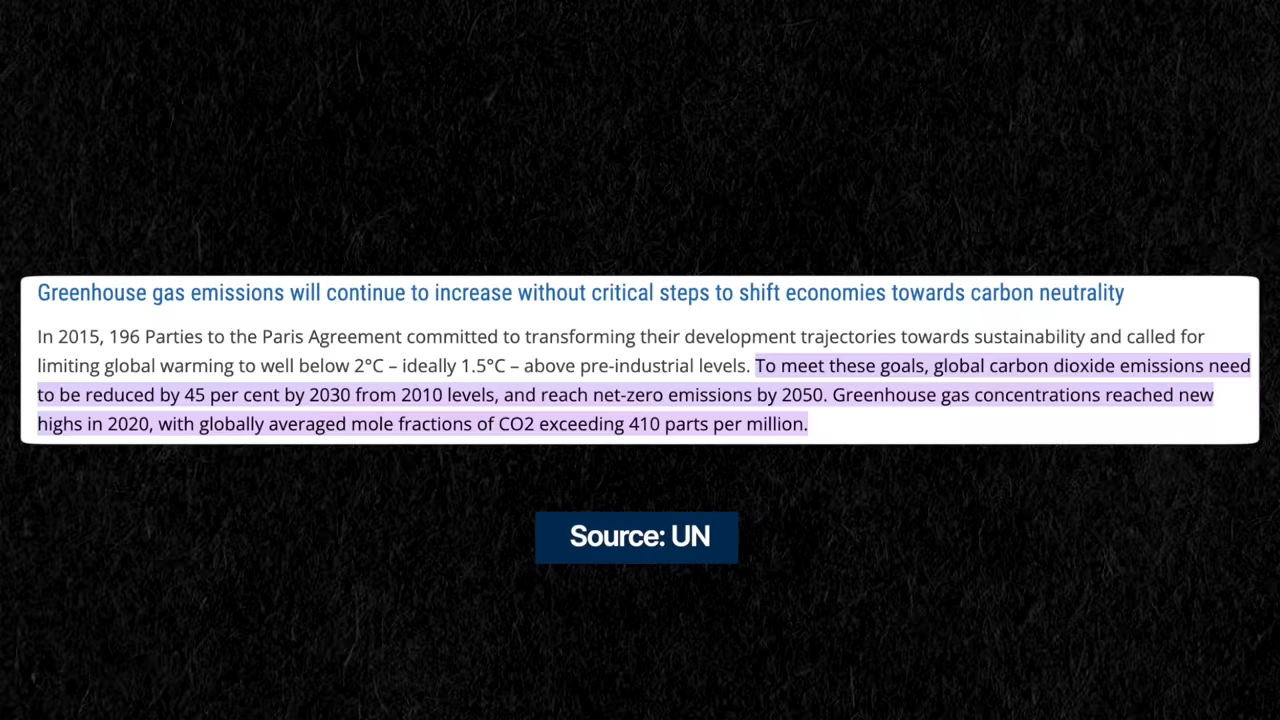 Greenhouse gas emissions will continue to increase without critical steps to shift economies towards carbon neutrality
In 2015, 196 Parties to the Paris Agreement committed to transforming their development trajectories towards sustainability and called for
limiting global warming to well below 2°C – ideally 1.5°C – above pre-industrial levels. To meet these goals, global carbon dioxide emissions need
to be reduced by 45 per cent by 2030 from 2010 levels, and reach net-zero emissions by 2050. Greenhouse gas concentrations reached new
highs in 2020, with globally averaged mole fractions of CO2 exceeding 410 parts per million.
Source: UN